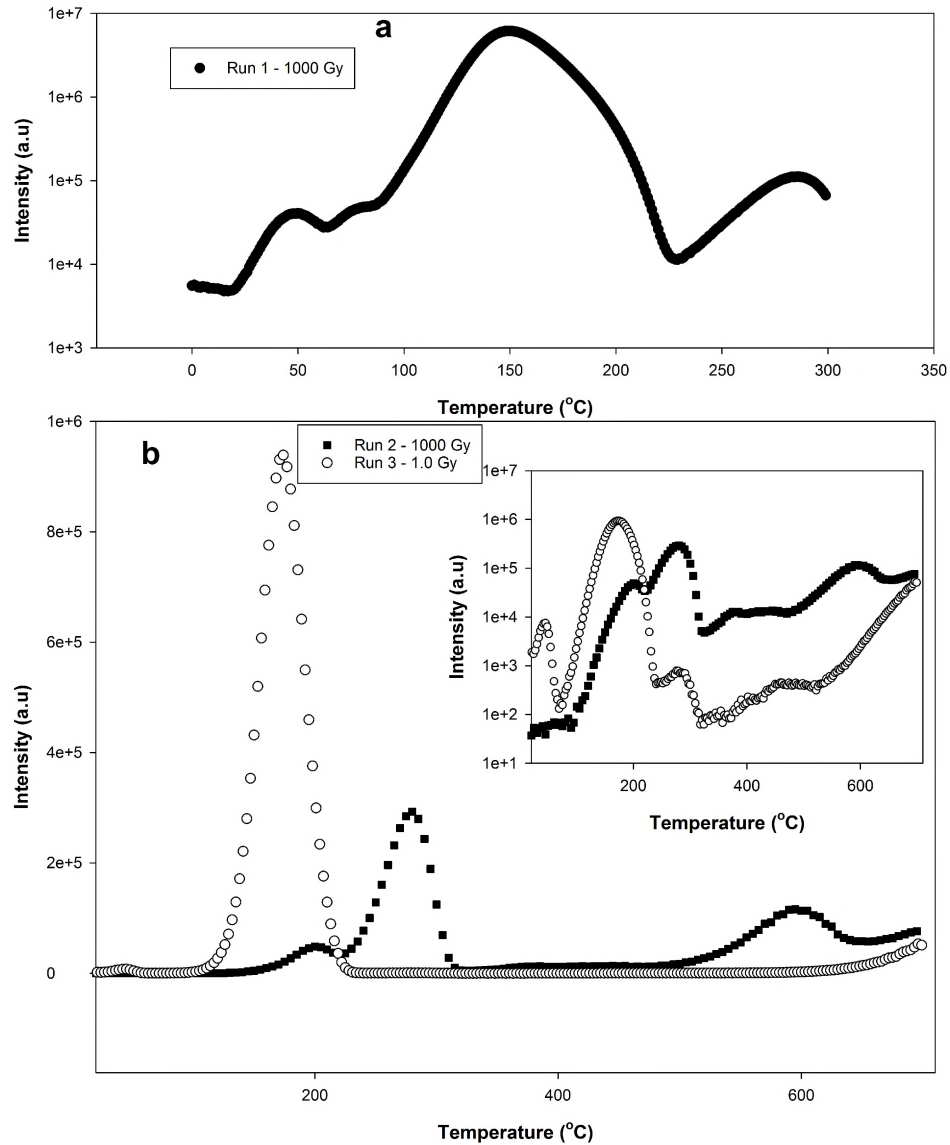 a
Run 1 - 1000 Gy
1e+7
1e+6
1e+5
1e+4
1e+3
Intensity (a.u)
0 50 100 150 200 250 300 350
Temperature (°C)
b
Run 2 - 1000 Gy
Run 3 - 1.0 Gy
1e+6
8e+5
6e+5
4e+5
2e+5
0
Intensity (a.u)
200 400 600
Temperature (°C)
1e+7
1e+6
1e+5
1e+4
1e+3
1e+2
1e+1
Intensity (a.u)
200 400 600
Temperature (°C)